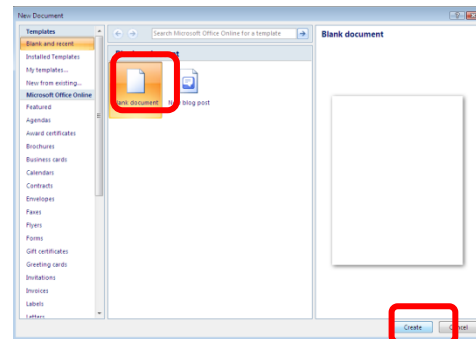 New Document
Templates
Blank and recent
Installed Templates
My templates...
New from existing...
Microsoft Office Online
Featured
Agendas
Award certificates
Brochures
Business cards
Calendars
Contracts
Envelopes
Faxes
Flyers
Forms
Gift certificates
Greeting cards
Invitations
Invoices
Labels
Letters
Search Microsoft Office Online for a template
document
blog post
Blank document
Create